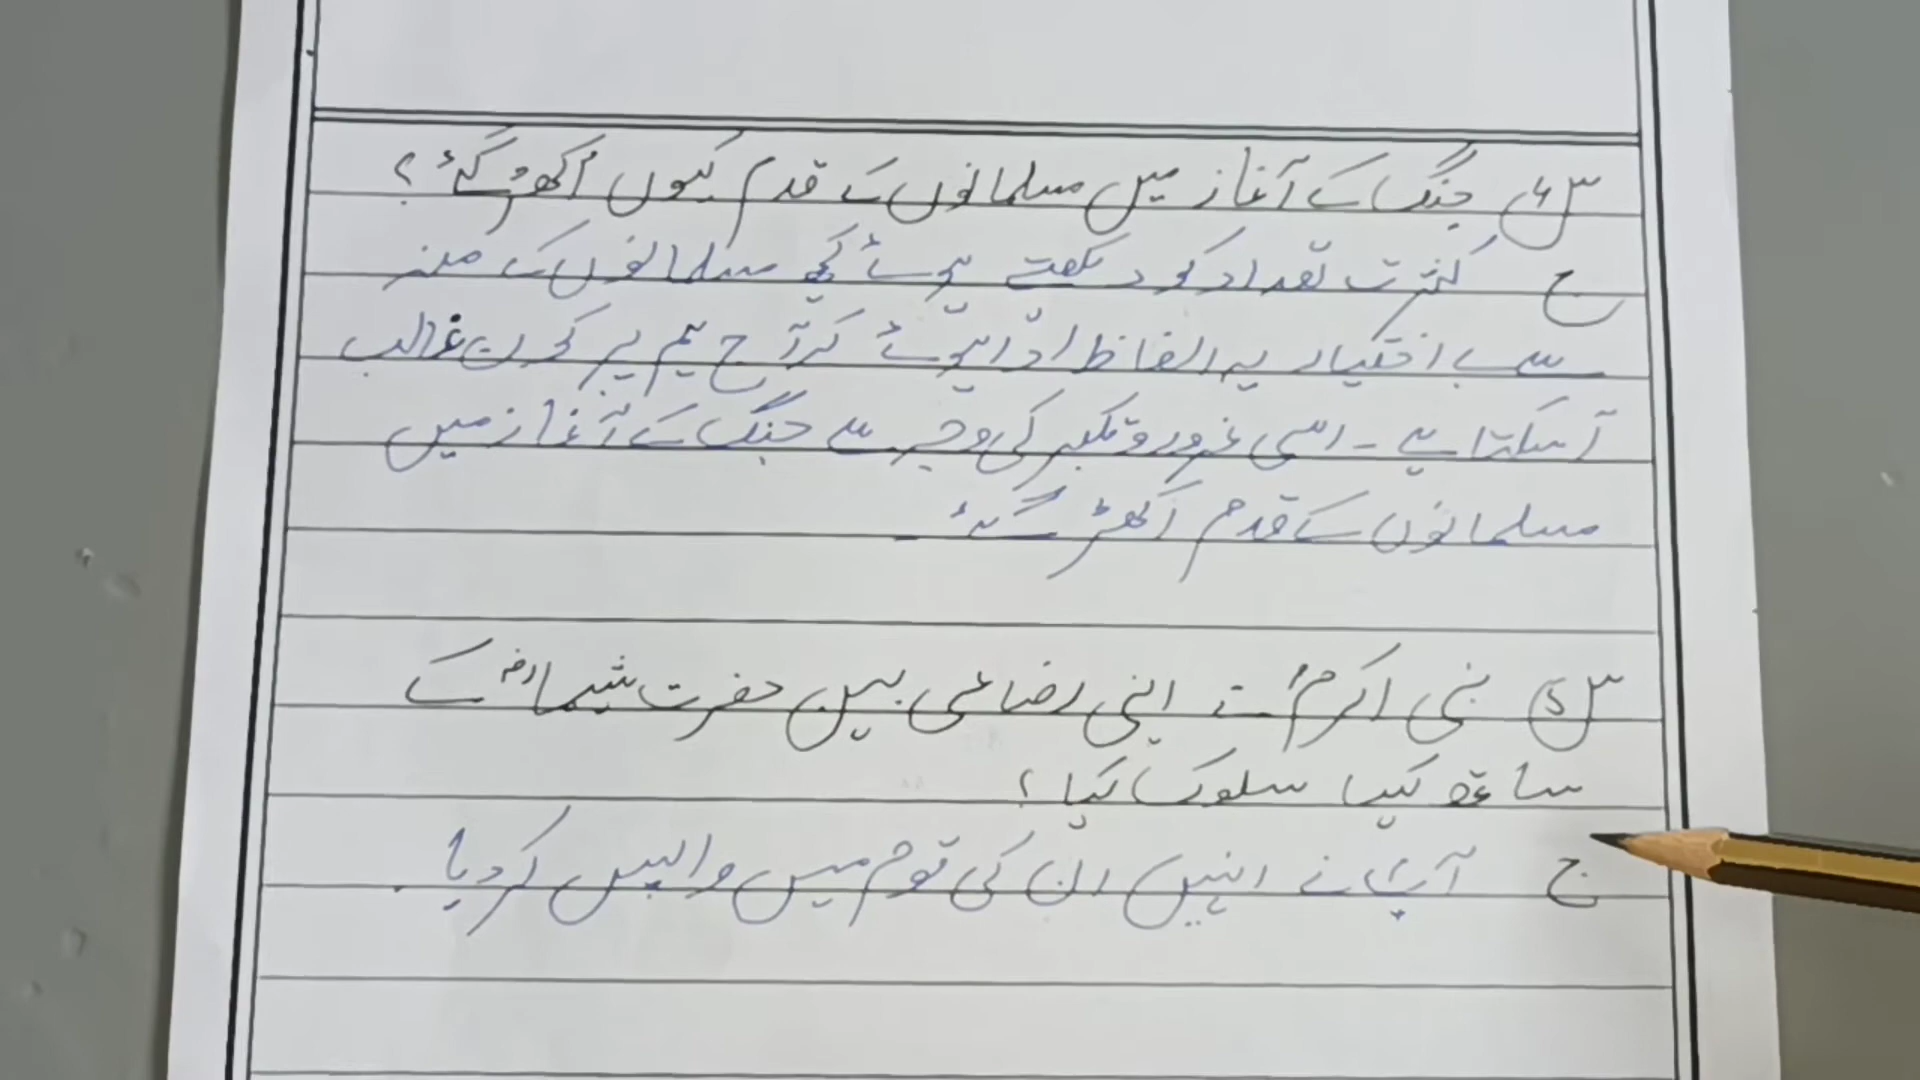 س4 جنگ کے آغاز میں مسلمانوں کے قدم کیوں اکھڑ گئے؟
ج کثرت تعداد کو دیکھتے ہوئے کچھ مسلمانوں کے منہ
سے بے اختیار یہ الفاظ ادا ہوئے کہ آج ہم پر کون غالب
آ سکتا ہے ۔ اسی غرور و تکبر کی وجہ سے جنگ کے آغاز میں
مسلمانوں کے قدم اکھڑ گئے۔
س5 نبی اکرمؐ نے اپنی رضاعی بہن حضرت شیماؓ کے
ساتھ کیا سلوک کیا؟
ج آپؐ نے انہیں ان کی قوم میں واپس کر دیا۔